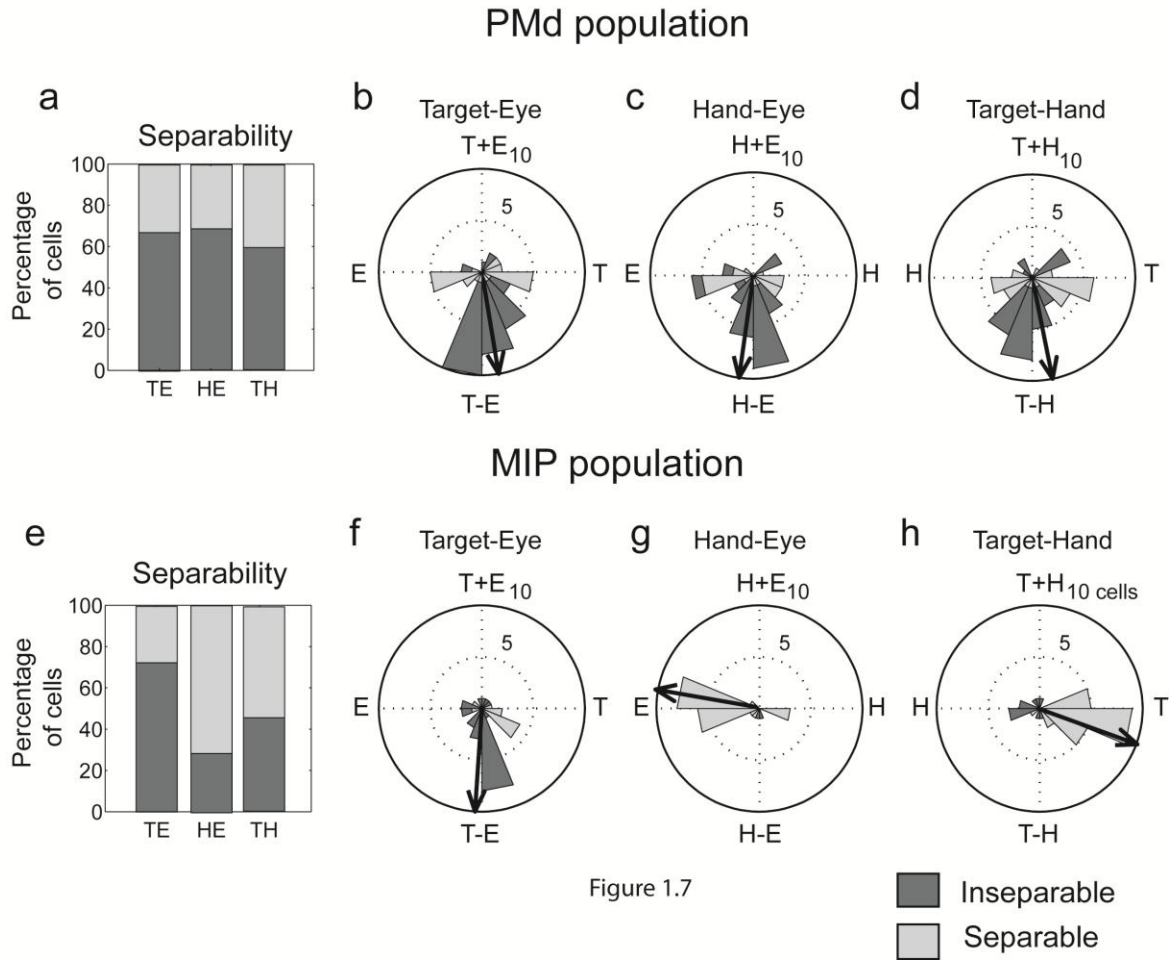 PMd population
a
Separability
100
80
60
40
20
0
Percentage
of cells
TE HE TH
b
Target-Eye
T+E10
5
E T
T-E
c
Hand-Eye
H+E10
5
E H
H-E
d
Target-Hand
T+H10
5
H T
T-H
MIP population
e
Separability
100
80
60
40
20
0
Percentage
of cells
TE HE TH
f
Target-Eye
T+E10
5
E T
T-E
g
Hand-Eye
H+E10
5
E H
H-E
h
Target-Hand
T+H10 cells
5
H T
T-H
Figure 1.7
Inseparable
Separable